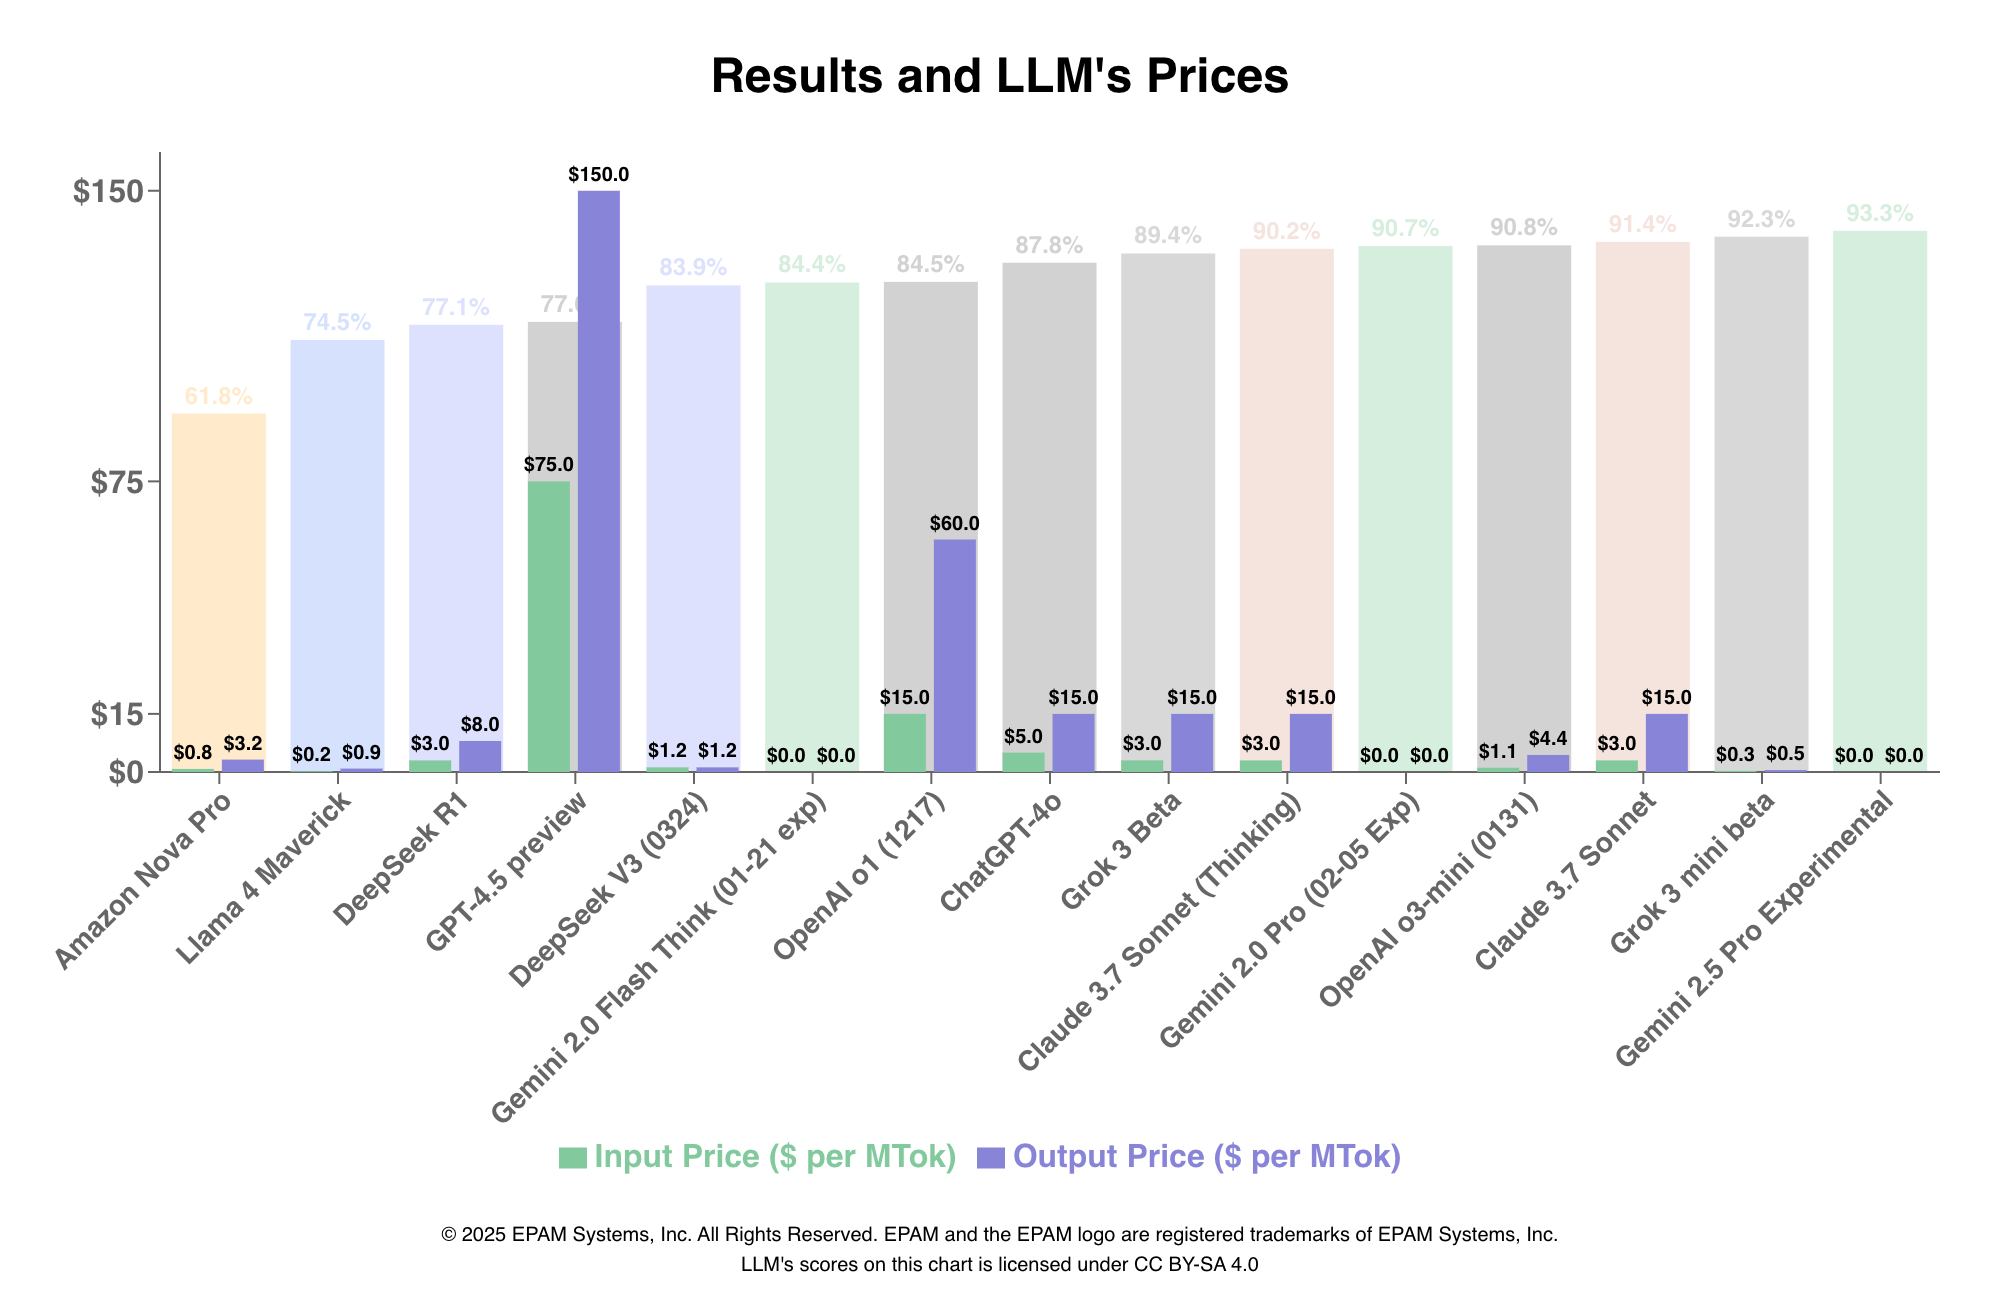 Results and LLM's Prices
$150
$75
$15
$0
61.8%
74.5%
77.1%
83.9%
84.4%
84.5%
87.8%
89.4%
90.2%
90.7%
90.8%
91.4%
92.3%
93.3%
$0.8 $3.2
$0.2 $0.9
$3.0 $8.0
$75.0 $150.0
$1.2 $1.2
$0.0 $0.0
$15.0 $60.0
$5.0 $15.0
$3.0 $15.0
$3.0 $15.0
$0.0 $0.0
$1.1 $4.4
$3.0 $15.0
$0.3 $0.5
$0.0 $0.0
Amazon Nova Pro
Llama 4 Maverick
DeepSeek R1
GPT-4.5 preview
DeepSeek V3 (0324)
Gemini 2.0 Flash Think (01-21 exp)
OpenAI o1 (1217)
ChatGPT-4o
Grok 3 Beta
Claude 3.7 Sonnet (Thinking)
Gemini 2.0 Pro (02-05 Exp)
OpenAI o3-mini (0131)
Claude 3.7 Sonnet
Grok 3 mini beta
Gemini 2.5 Pro Experimental
Input Price ($ per MTok) Output Price ($ per MTok)
© 2025 EPAM Systems, Inc. All Rights Reserved. EPAM and the EPAM logo are registered trademarks of EPAM Systems, Inc.
LLM's scores on this chart is licensed under CC BY-SA 4.0